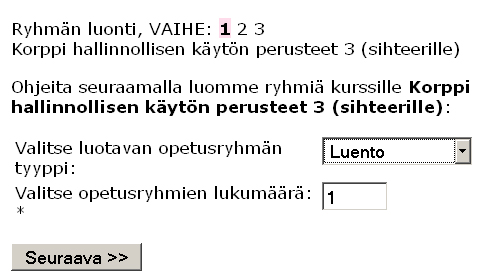 Ryhmän luonti, VAIHE: 1 2 3
Korppi hallinnollisen käytön perusteet 3 (sihteerille)
Ohjeita seuraamalla luomme ryhmiä kurssille Korppi
hallinnollisen käytön perusteet 3 (sihteerille):
Valitse luotavan opetusryhmän
tyyppi:
Luento
Valitse opetusryhmien lukumäärä:
*
1
Seuraava >>